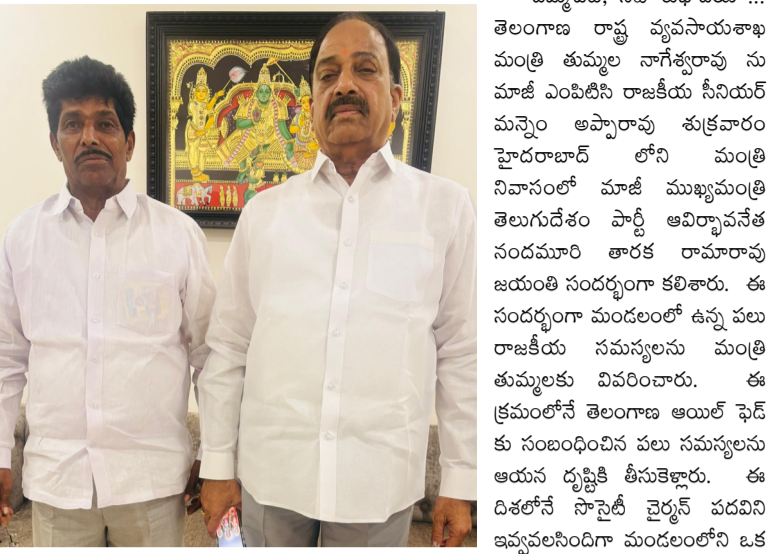 తెలంగాణ రాష్ట్ర వ్యవసాయశాఖ
మంత్రి తుమ్మల నాగేశ్వరావు ను
మాజీ ఎంపిటిసి రాజకీయ సీనియర్
మన్నెం అప్పారావు శుక్రవారం
హైదరాబాద్ లోని మంత్రి
నివాసంలో మాజీ ముఖ్యమంత్రి
తెలుగుదేశం పార్టీ ఆవిర్భావనేత
నందమూరి తారక రామారావు
జయంతి సందర్భంగా కలిశారు. ఈ
సందర్భంగా మండలంలో ఉన్న పలు
రాజకీయ సమస్యలను మంత్రి
తుమ్మలకు వివరించారు. ఈ
క్రమంలోనే తెలంగాణ ఆయిల్ ఫెడ్
కు సంబంధించిన పలు సమస్యలను
ఆయన దృష్టికి తీసుకెళ్లారు. ఈ
దిశలోనే సొసైటీ చైర్మన్ పదవిని
ఇవ్వవలసిందిగా మండలంలోని ఒక